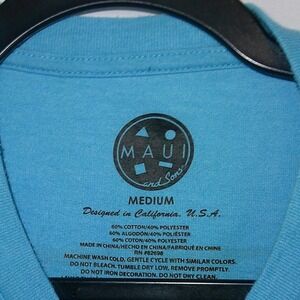 MAUI
and Sons
MEDIUM
Designed in California, U.S.A.
60% COTTON/40% POLYESTER
60% ALGODÓN/40% POLIÉSTER
60% COTON/40% POLYESTER
MADE IN CHINA/HECHO EN CHINA/FABRIQUÉ EN CHINE
RN #82698
MACHINE WASH COLD, GENTLE CYCLE WITH SIMILAR COLORS.
DO NOT BLEACH, TUMBLE DRY LOW, REMOVE PROMPTLY.
DO NOT IRON DECORATION. DO NOT DRY CLEAN.